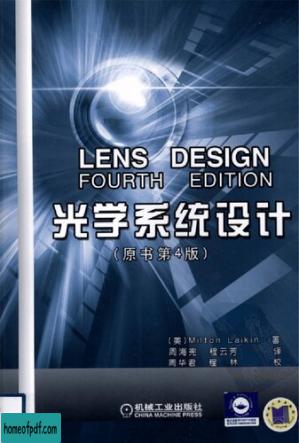 LENS DESIGN
FOURTH EDITION
光学系统设计
(原书第4版)
(美) Milton Laikin 著
周海宪 程云芳 译
周华君 程林 校
机械工业出版社
CHINA MACHINE PRESS
homeofpdf.com